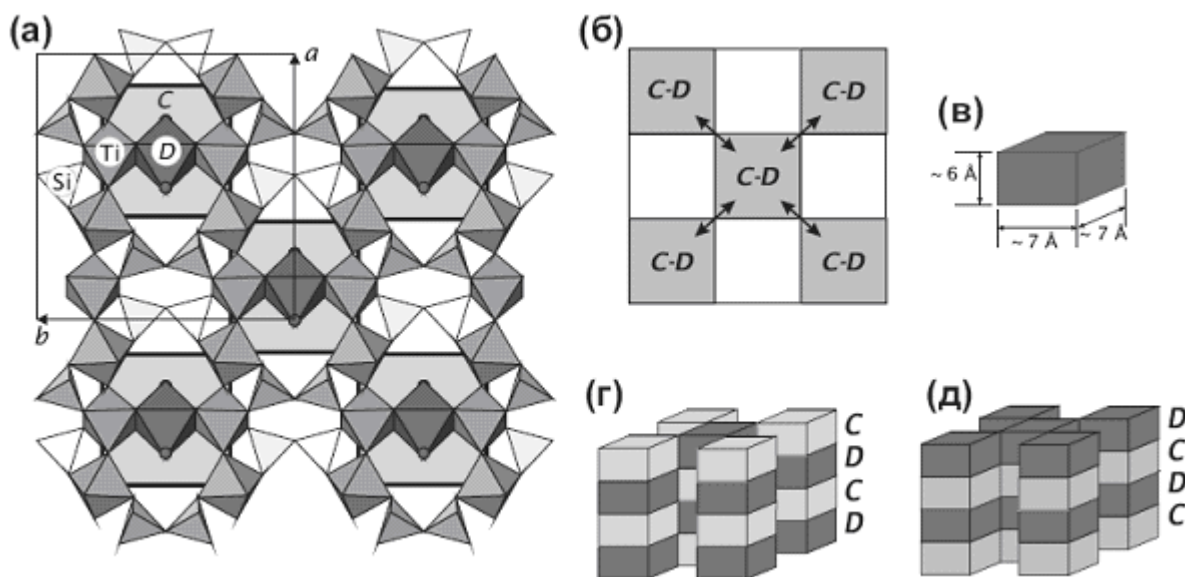 (а)
a
C
Ti
D
Si
b
(б)
C-D
C-D
C-D
C-D
C-D
(в)
~ 6 Å
~ 7 Å
~ 7 Å
(г)
C
D
C
D
(д)
D
C
D
C